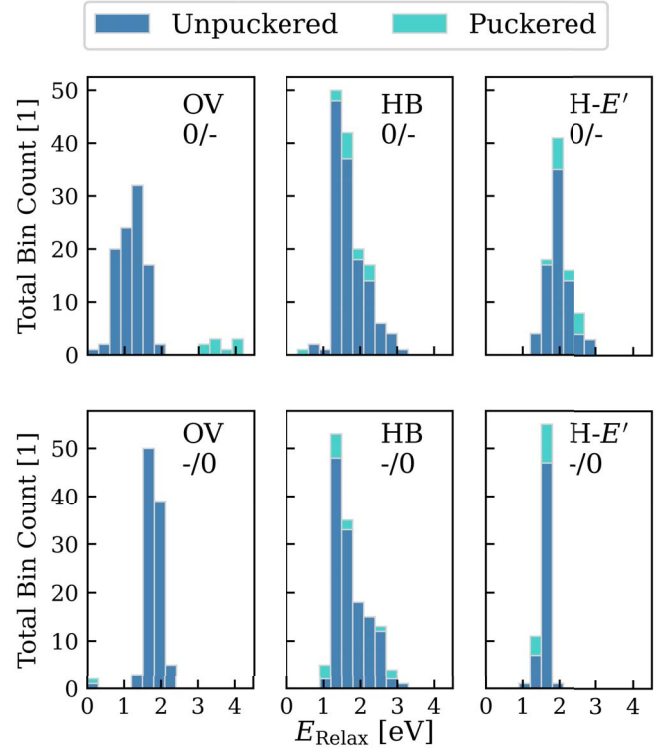 Unpuckered Puckered
OV HB H-E′
0/- 0/- 0/-
Total Bin Count [1]
50
40
30
20
10
0
OV HB H-E′
-/0 -/0 -/0
Total Bin Count [1]
50
40
30
20
10
0
0 1 2 3 4 0 1 2 3 4 0 1 2 3 4
E_Relax [eV]